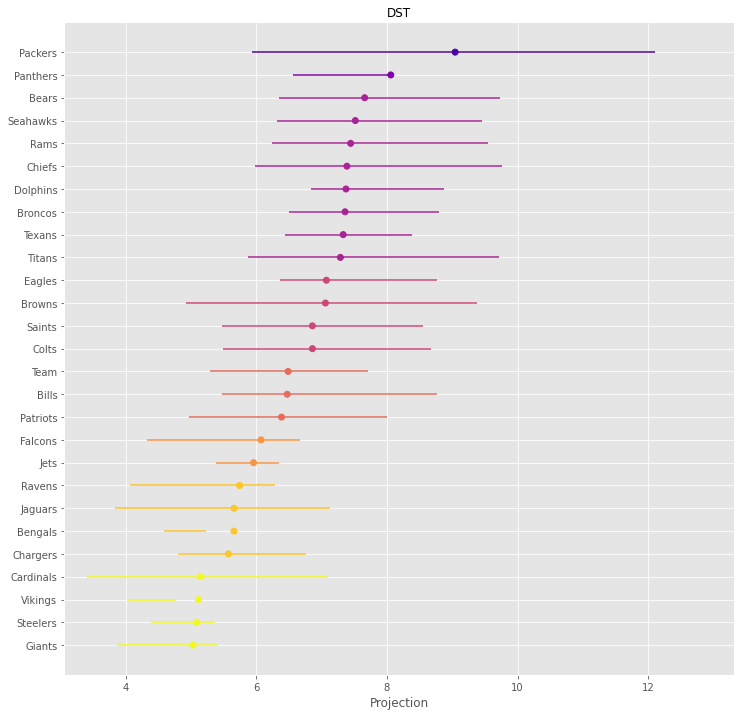 DST
Packers
Panthers
Bears
Seahawks
Rams
Chiefs
Dolphins
Broncos
Texans
Titans
Eagles
Browns
Saints
Colts
Team
Bills
Patriots
Falcons
Jets
Ravens
Jaguars
Bengals
Chargers
Cardinals
Vikings
Steelers
Giants
4 6 8 10 12
Projection